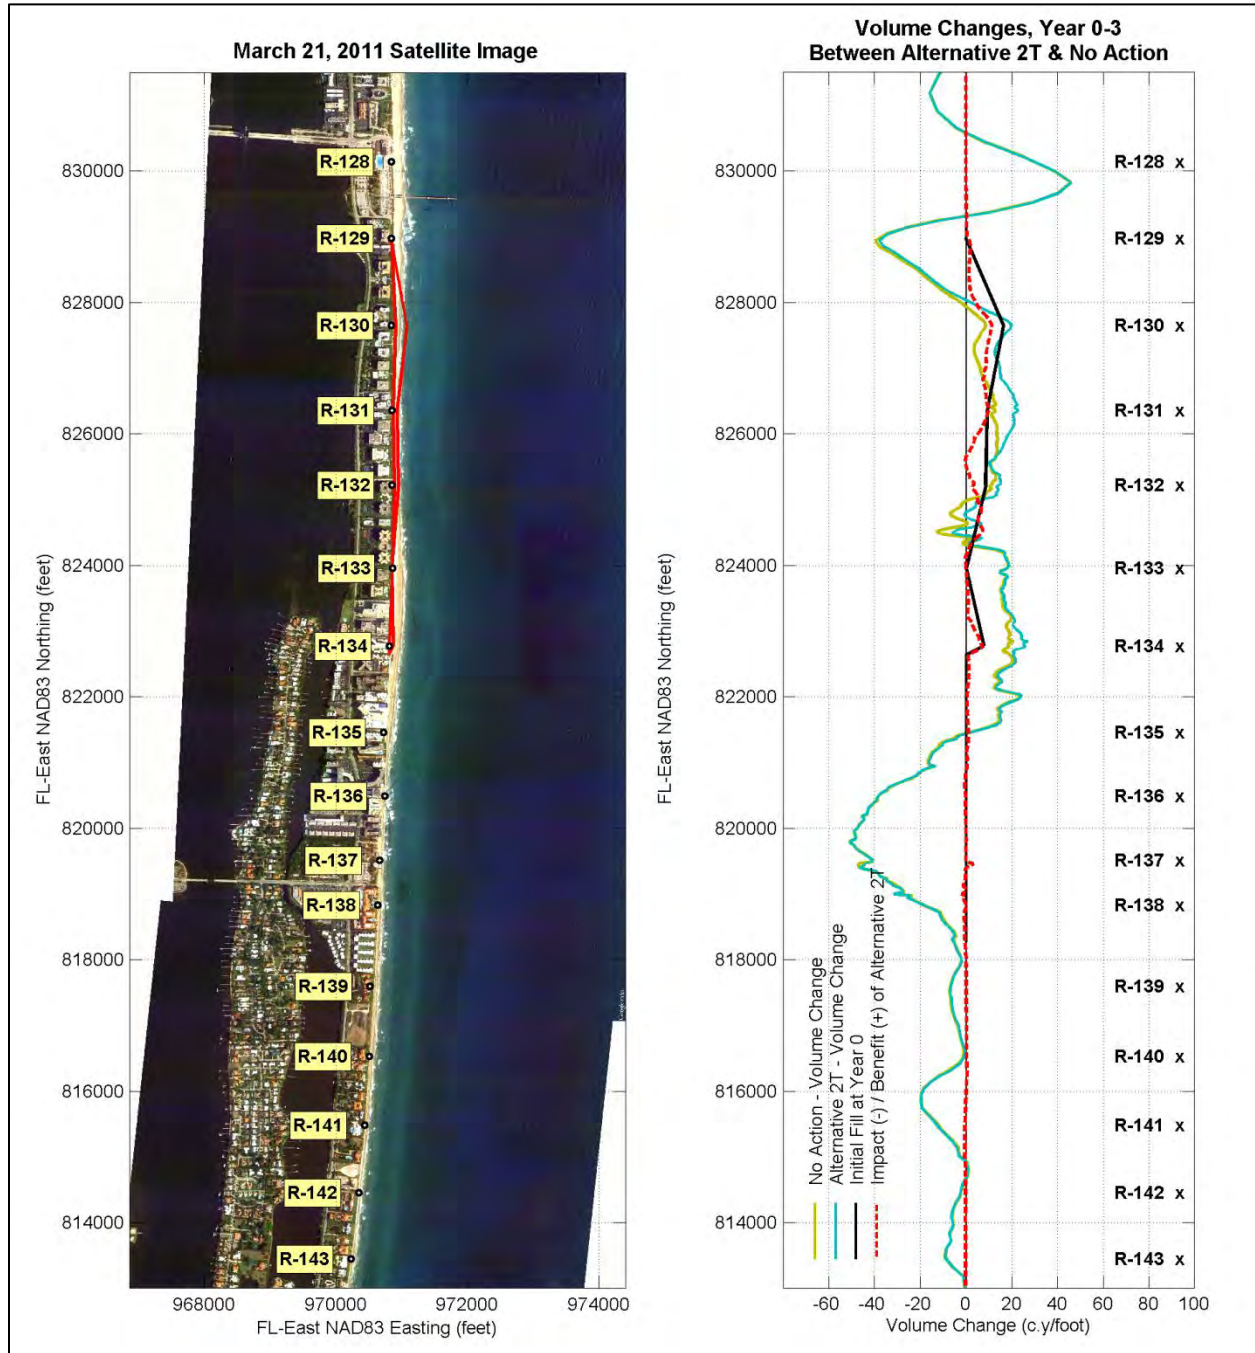 March 21, 2011 Satellite Image
R-128
R-129
R-130
R-131
R-132
R-133
R-134
R-135
R-136
R-137
R-138
R-139
R-140
R-141
R-142
R-143
830000
828000
826000
824000
822000
820000
818000
816000
814000
FL-East NAD83 Northing (feet)
968000 970000 972000 974000
FL-East NAD83 Easting (feet)
Volume Changes, Year 0-3
Between Alternative 2T & No Action
830000
828000
826000
824000
822000
820000
818000
816000
814000
FL-East NAD83 Northing (feet)
R-128 x
R-129 x
R-130 x
R-131 x
R-132 x
R-133 x
R-134 x
R-135 x
R-136 x
R-137 x
R-138 x
R-139 x
R-140 x
R-141 x
R-142 x
R-143 x
No Action - Volume Change
Alternative 2T - Volume Change
Initial Fill at Year 0
Impact (-) / Benefit (+) of Alternative 2T
-60 -40 -20 0 20 40 60 80 100
Volume Change (c.y/foot)